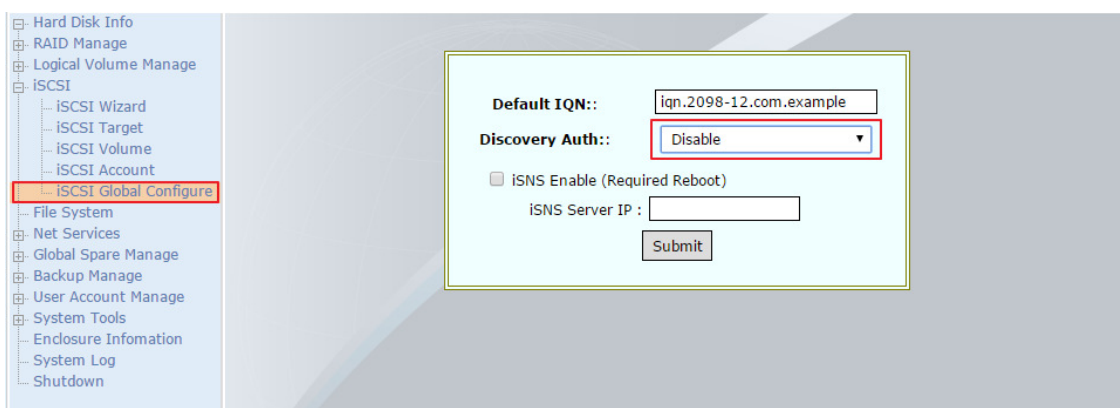 Hard Disk Info
RAID Manage
Logical Volume Manage
iSCSI
iSCSI Wizard
iSCSI Target
iSCSI Volume
iSCSI Account
iSCSI Global Configure
File System
Net Services
Global Spare Manage
Backup Manage
User Account Manage
System Tools
Enclosure Infomation
System Log
Shutdown
Default IQN:: iqn.2098-12.com.example
Discovery Auth:: Disable
iSNS Enable (Required Reboot)
iSNS Server IP :
Submit